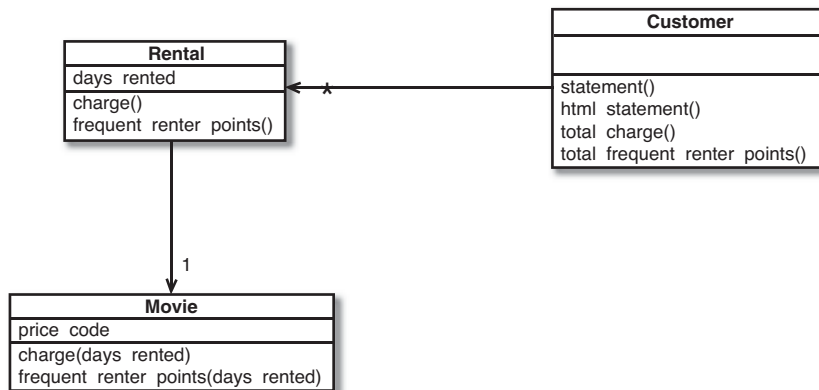 Customer
statement()
html statement()
total charge()
total frequent renter points()
Rental
days rented
charge()
frequent renter points()
*
1
Movie
price code
charge(days rented)
frequent renter points(days rented)